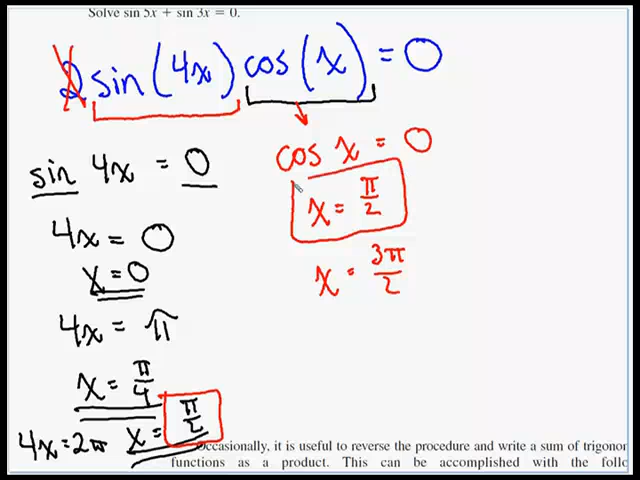 Solve sin 5x + sin 3x = 0.
2 sin (4x) cos (x) = 0
sin 4x = 0
4x = 0
x = 0
4x = π
x = π/4
4x = 2π x = π/2
cos x = 0
x = π/2
x = 3π/2
Occasionally, it is useful to reverse the procedure and write a sum of trigonor
functions as a product. This can be accomplished with the follo